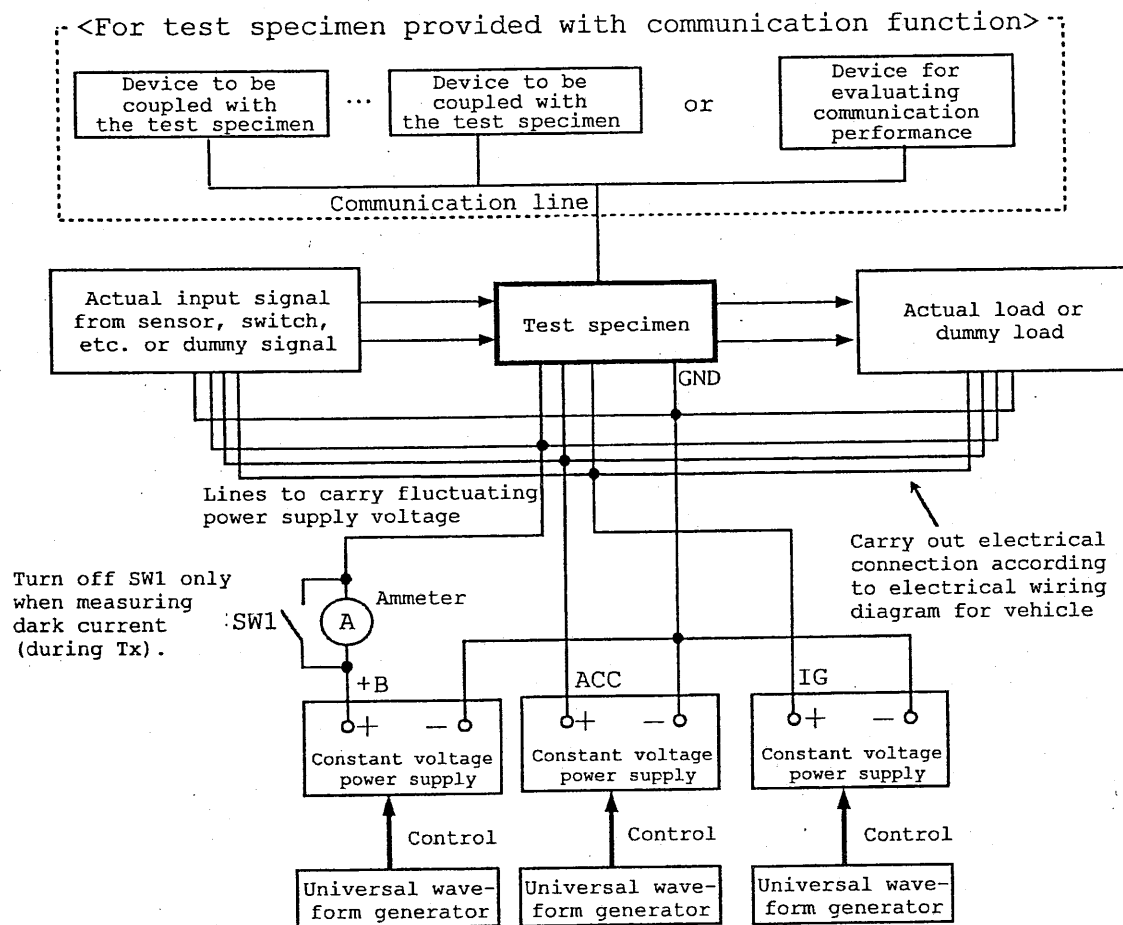 <For test specimen provided with communication function>
Device to be
coupled with
the test specimen
...
Device to be
coupled with
the test specimen
or
Device for
evaluating
communication
performance
Communication line
Actual input signal
from sensor, switch,
etc. or dummy signal
Test specimen
Actual load or
dummy load
GND
Lines to carry fluctuating
power supply voltage
Carry out electrical
connection according
to electrical wiring
diagram for vehicle
Turn off SW1 only
when measuring
dark current
(during Tx).
SW1
A
Ammeter
+B
ACC
IG
+ −
Constant voltage
power supply
+ −
Constant voltage
power supply
+ −
Constant voltage
power supply
Control
Control
Control
Universal wave-
form generator
Universal wave-
form generator
Universal wave-
form generator